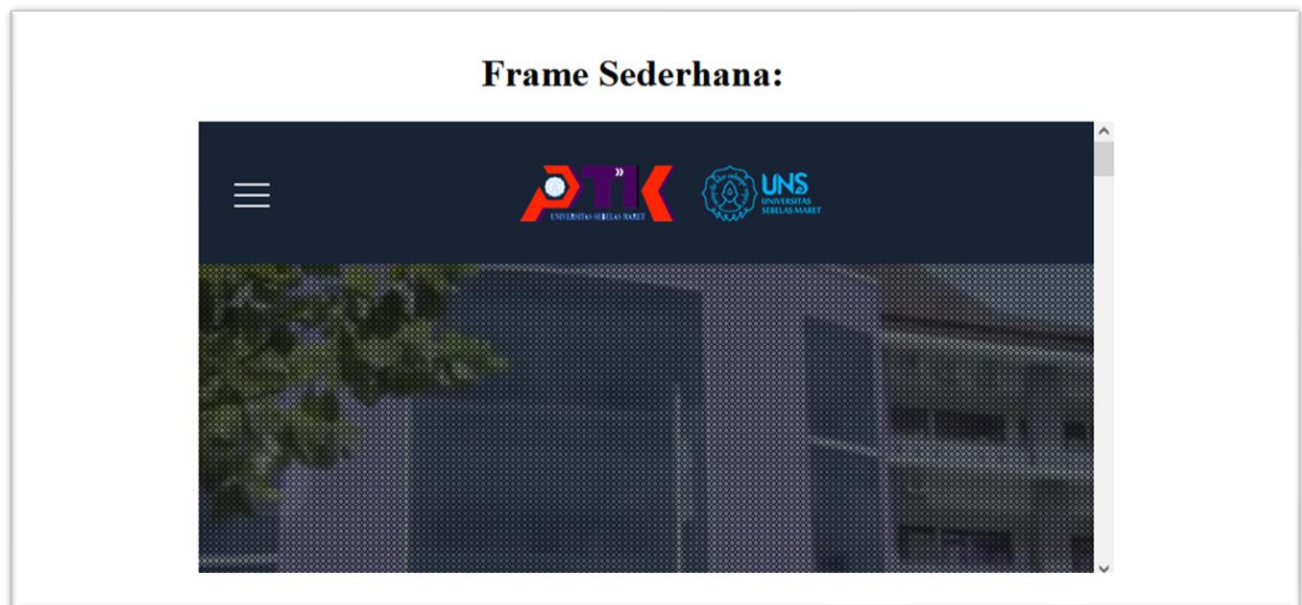 Frame Sederhana:
PTIK
UNIVERSITAS SEBELAS MARET
UNS
UNIVERSITAS
SEBELAS MARET